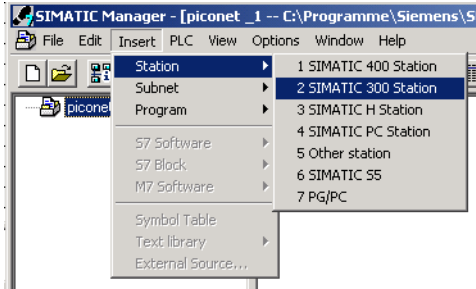 SIMATIC Manager - [piconet _1 -- C:\Programme\Siemens\S
File Edit Insert PLC View Options Window Help
Station
Subnet
Program
S7 Software
S7 Block
M7 Software
Symbol Table
Text library
External Source...
1 SIMATIC 400 Station
2 SIMATIC 300 Station
3 SIMATIC H Station
4 SIMATIC PC Station
5 Other station
6 SIMATIC S5
7 PG/PC
piconet